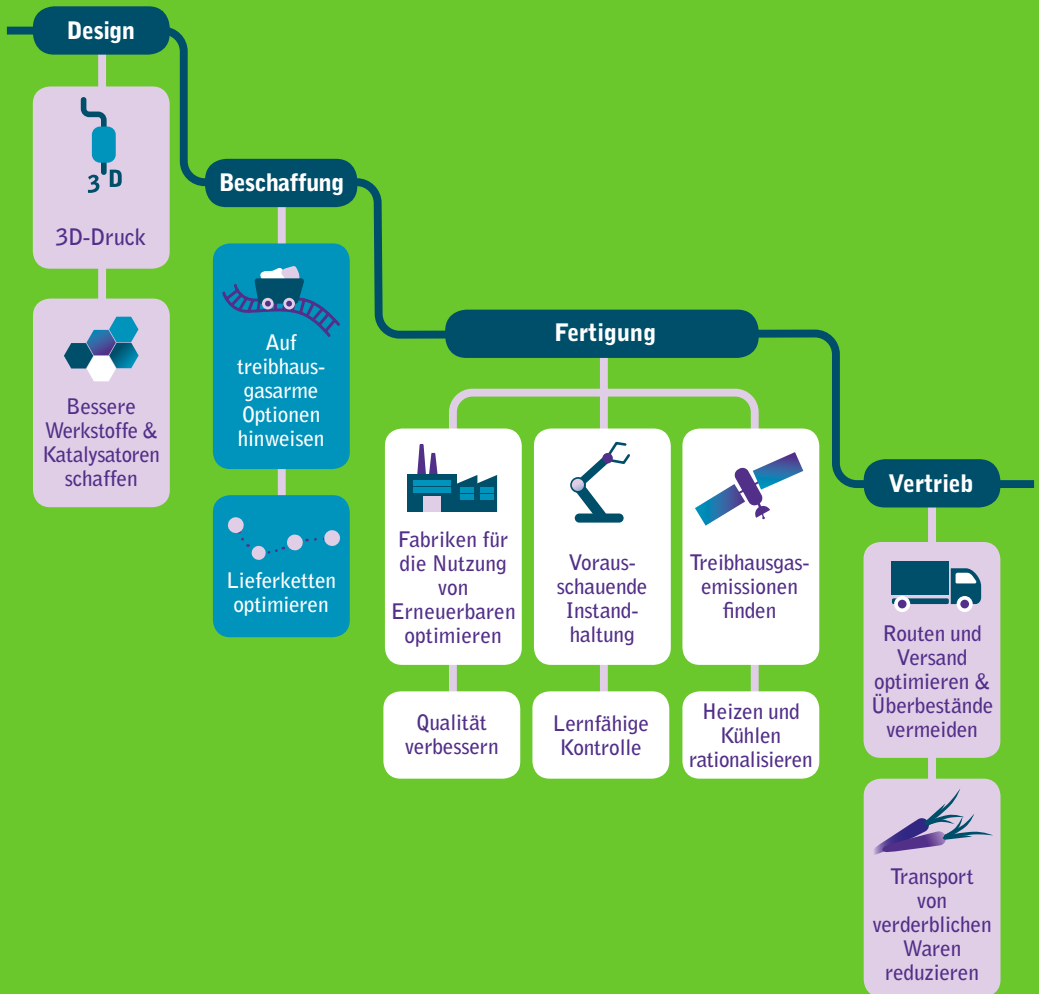 Design
3D
3D-Druck
Bessere
Werkstoffe &
Katalysatoren
schaffen
Beschaffung
Auf
treibhaus-
gasarme
Optionen
hinweisen
Lieferketten
optimieren
Fertigung
Fabriken für
die Nutzung
von
Erneuerbaren
optimieren
Qualität
verbessern
Voraus-
schauende
Instand-
haltung
Lernfähige
Kontrolle
Treibhausgas-
emissionen
finden
Heizen und
Kühlen
rationalisieren
Vertrieb
Routen und
Versand
optimieren &
Überbestände
vermeiden
Transport
von
verderblichen
Waren
reduzieren